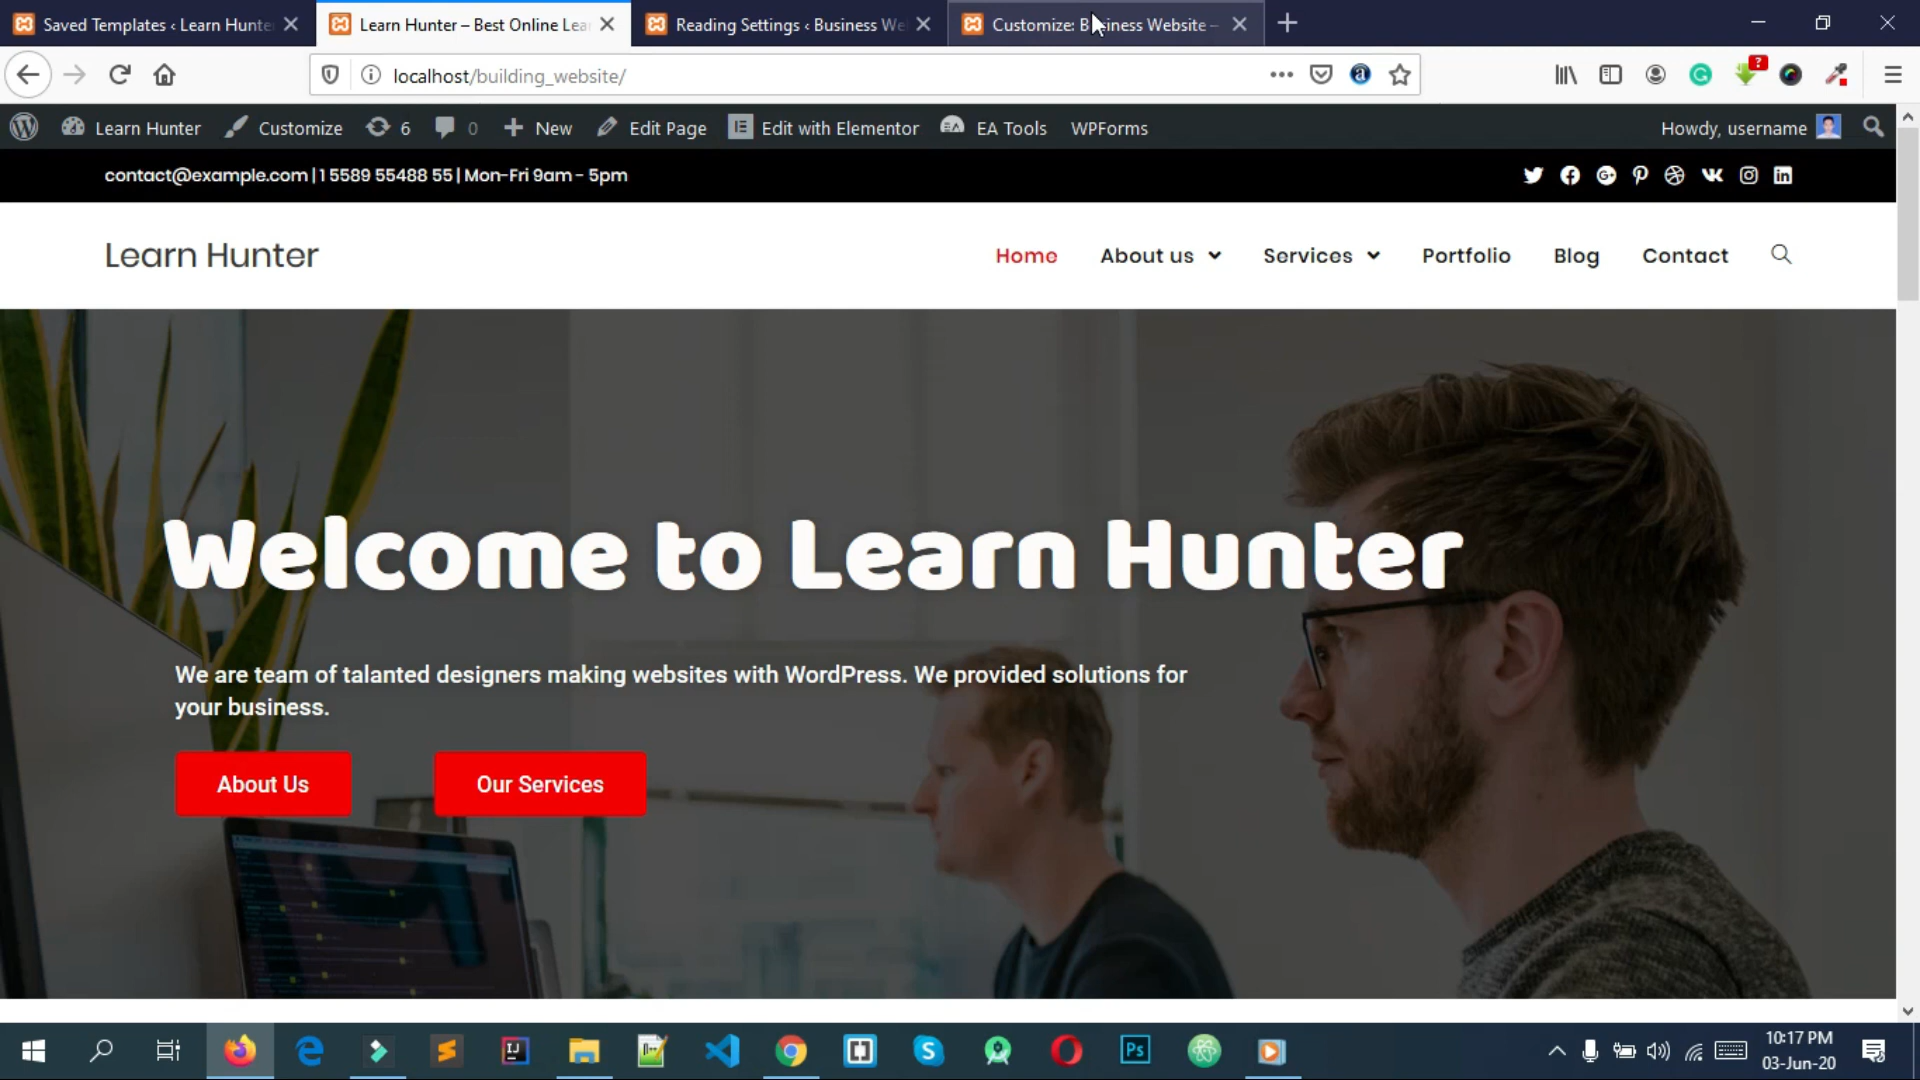 Saved Templates ‹ Learn Hunte
Learn Hunter – Best Online Lea
Reading Settings ‹ Business We
Customize: Business Website –
localhost/building_website/
Learn Hunter
Customize
6
0
New
Edit Page
Edit with Elementor
EA Tools
WPForms
Howdy, username
contact@example.com | 1 5589 55488 55 | Mon-Fri 9am - 5pm
Learn Hunter
Home
About us
Services
Portfolio
Blog
Contact
Welcome to Learn Hunter
We are team of talanted designers making websites with WordPress. We provided solutions for
your business.
About Us
Our Services
10:17 PM
03-Jun-20